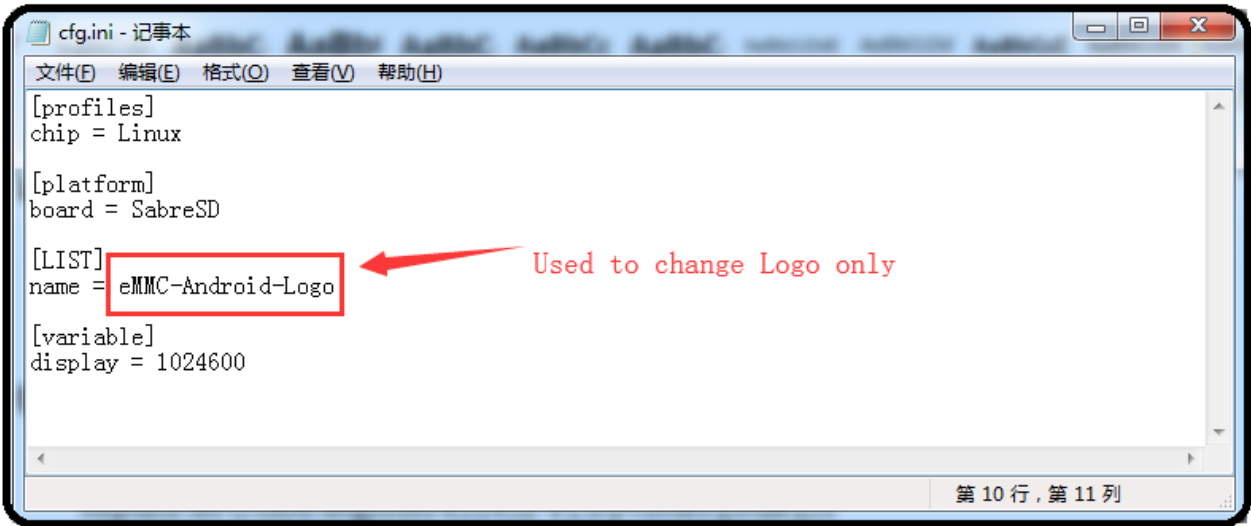 cfg.ini - 记事本
文件(F) 编辑(E) 格式(O) 查看(V) 帮助(H)
[profiles]
chip = Linux
[platform]
board = SabreSD
[LIST]
name = eMMC-Android-Logo
Used to change Logo only
[variable]
display = 1024600
第 10 行，第 11 列